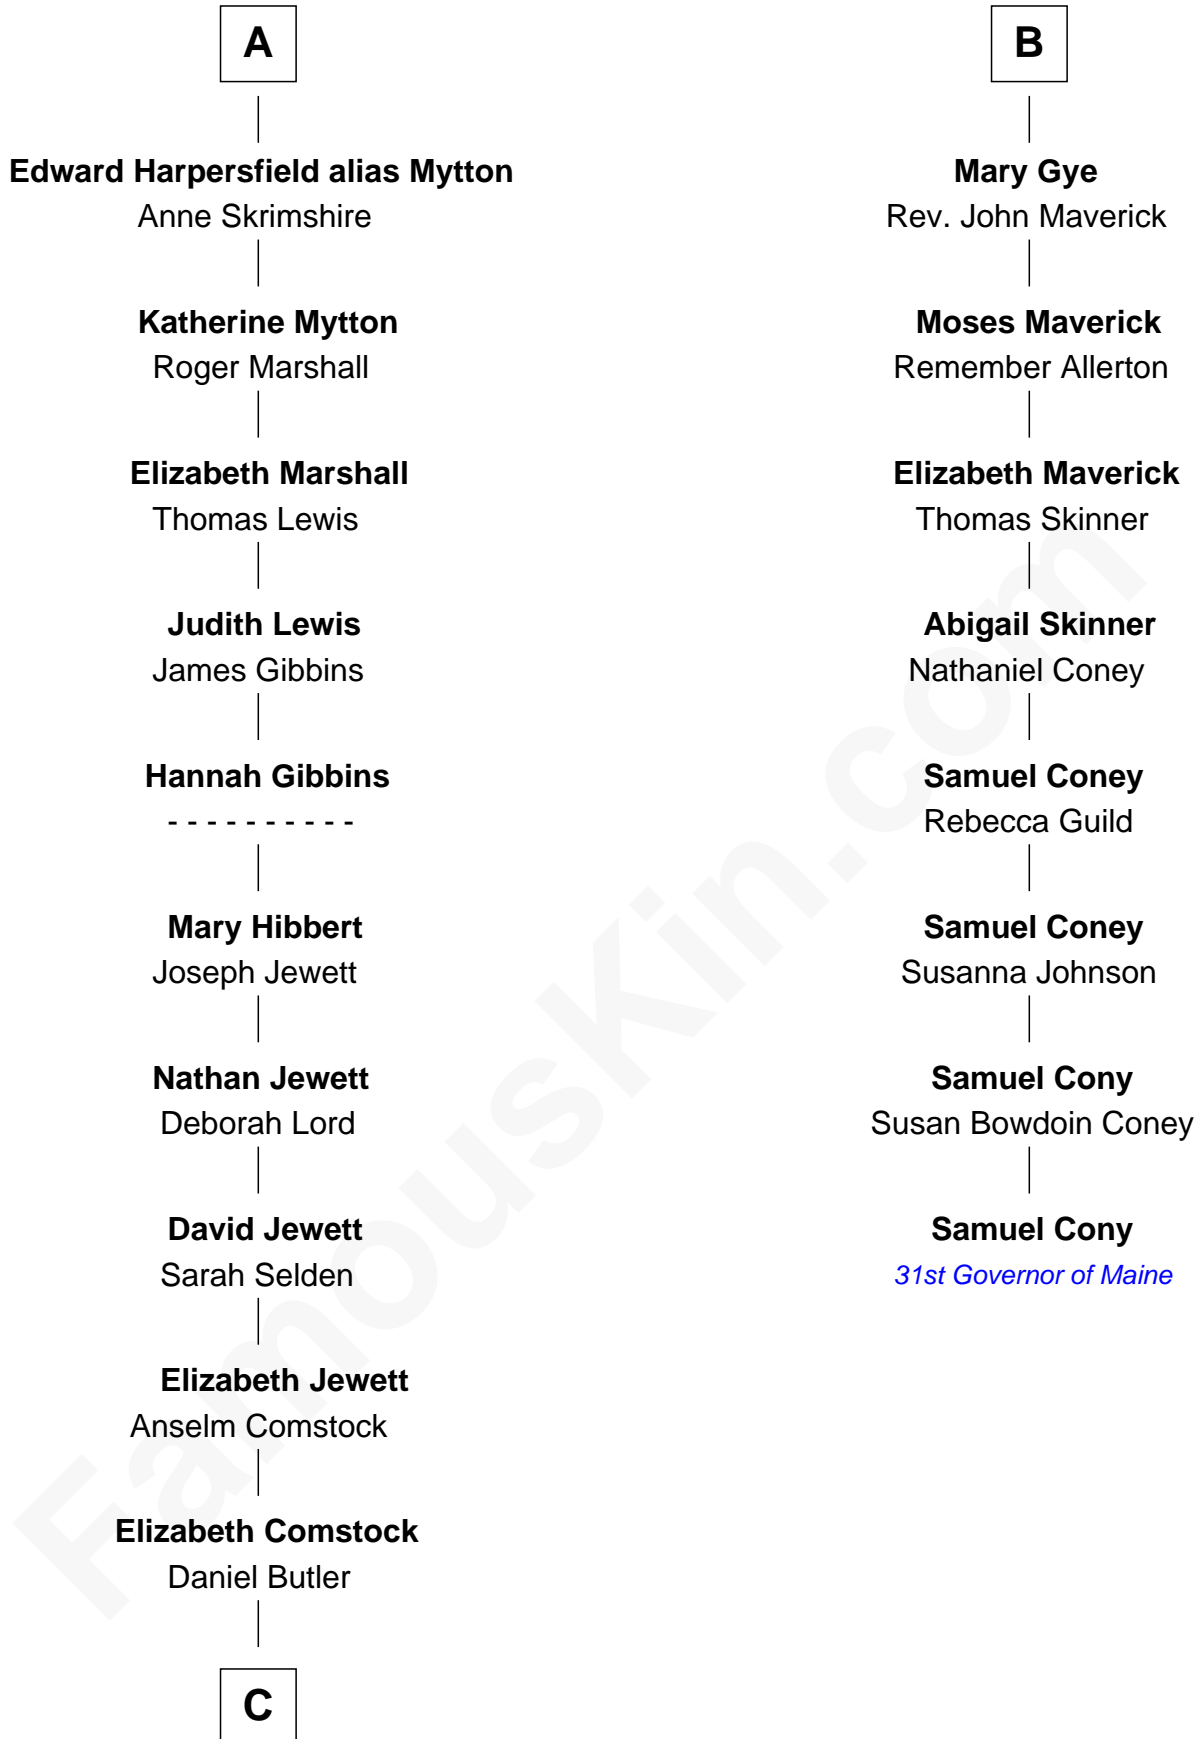 A
Edward Harpersfield alias Mytton
Anne Skrimshire
Katherine Mytton
Roger Marshall
Elizabeth Marshall
Thomas Lewis
Judith Lewis
James Gibbins
Hannah Gibbins
- - - - - - - - - -
Mary Hibbert
Joseph Jewett
Nathan Jewett
Deborah Lord
David Jewett
Sarah Selden
Elizabeth Jewett
Anselm Comstock
Elizabeth Comstock
Daniel Butler
C
B
Mary Gye
Rev. John Maverick
Moses Maverick
Remember Allerton
Elizabeth Maverick
Thomas Skinner
Abigail Skinner
Nathaniel Coney
Samuel Coney
Rebecca Guild
Samuel Coney
Susanna Johnson
Samuel Cony
Susan Bowdoin Coney
Samuel Cony
31st Governor of Maine
FamousKin.com